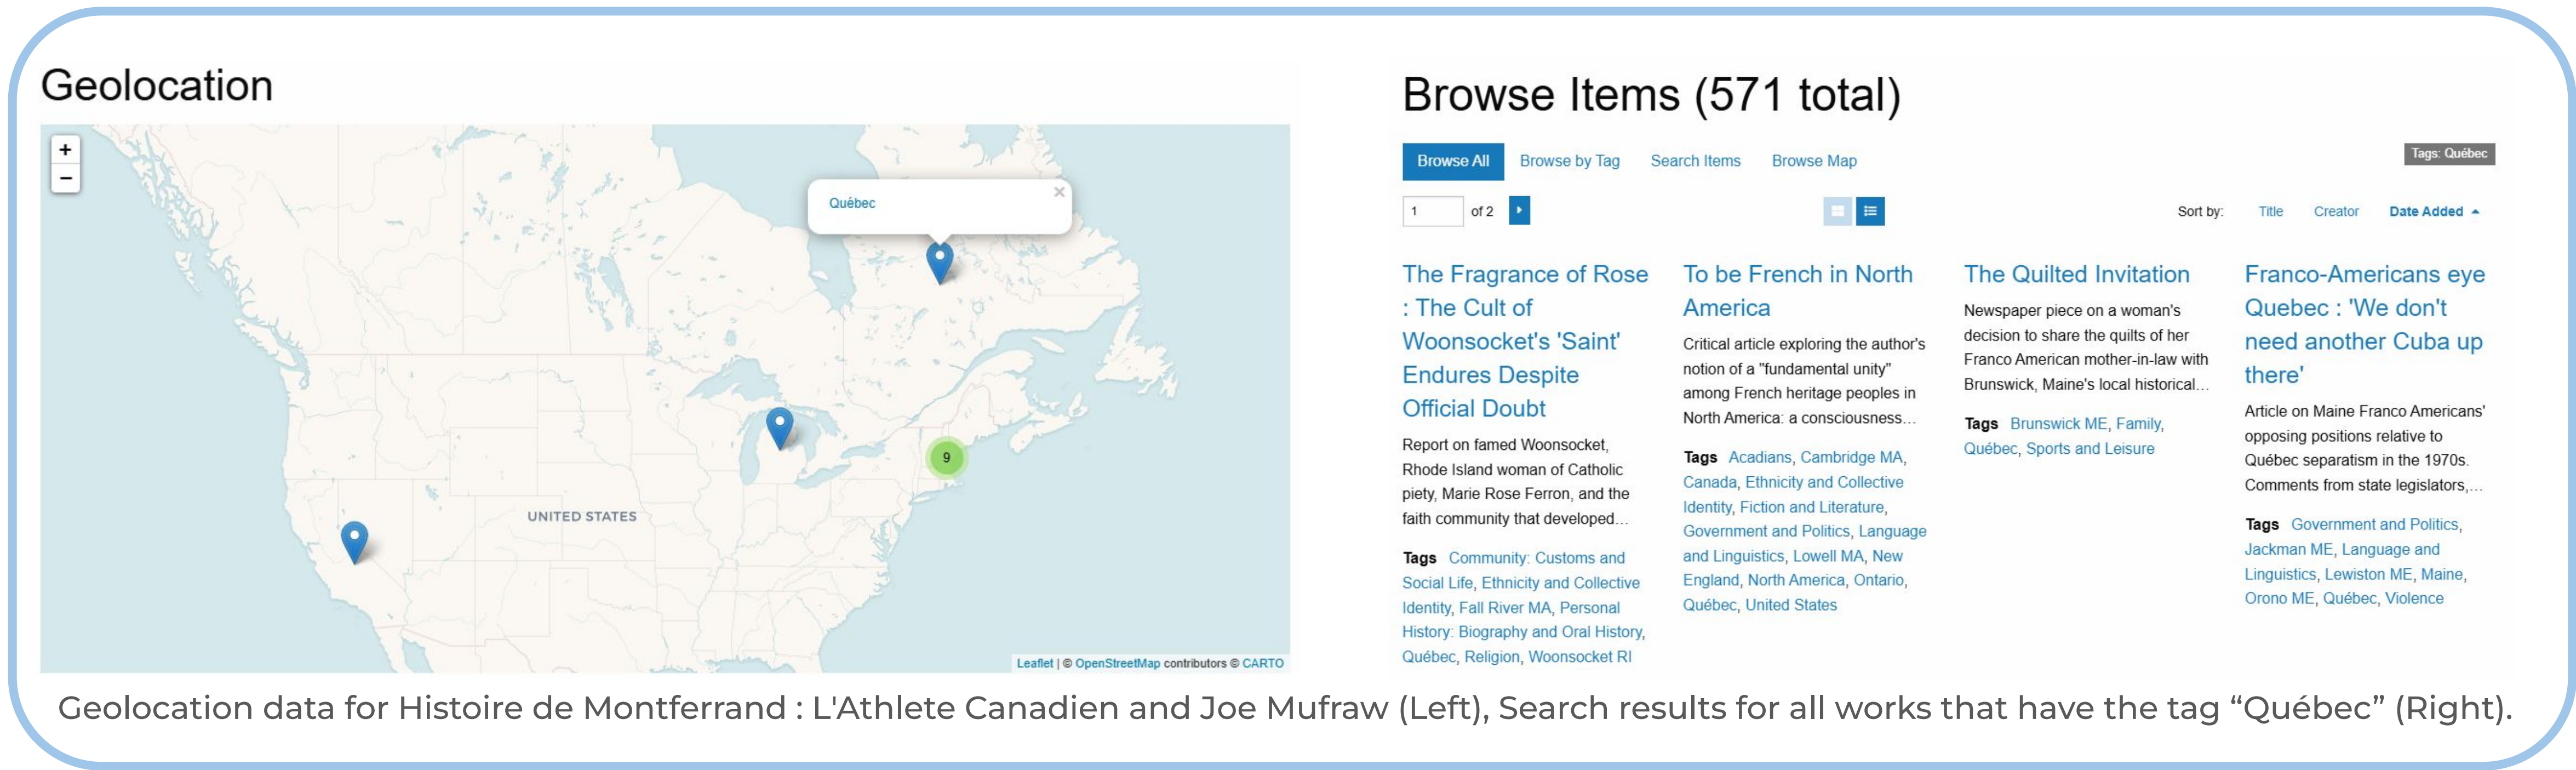 Geolocation
+
−
Québec
×
9
UNITED STATES
Leaflet | © OpenStreetMap contributors © CARTO
Browse Items (571 total)
Browse All Browse by Tag Search Items Browse Map
Tags: Québec
1 of 2
Sort by: Title Creator Date Added
The Fragrance of Rose
: The Cult of
Woonsocket's 'Saint'
Endures Despite
Official Doubt
Report on famed Woonsocket,
Rhode Island woman of Catholic
piety, Marie Rose Ferron, and the
faith community that developed…
Tags Community: Customs and
Social Life, Ethnicity and Collective
Identity, Fall River MA, Personal
History: Biography and Oral History,
Québec, Religion, Woonsocket RI
To be French in North
America
Critical article exploring the author's
notion of a "fundamental unity"
among French heritage peoples in
North America: a consciousness…
Tags Acadians, Cambridge MA,
Canada, Ethnicity and Collective
Identity, Fiction and Literature,
Government and Politics, Language
and Linguistics, Lowell MA, New
England, North America, Ontario,
Québec, United States
The Quilted Invitation
Newspaper piece on a woman's
decision to share the quilts of her
Franco American mother-in-law with
Brunswick, Maine's local historical…
Tags Brunswick ME, Family,
Québec, Sports and Leisure
Franco-Americans eye
Quebec : 'We don't
need another Cuba up
there'
Article on Maine Franco Americans'
opposing positions relative to
Québec separatism in the 1970s.
Comments from state legislators,…
Tags Government and Politics,
Jackman ME, Language and
Linguistics, Lewiston ME, Maine,
Orono ME, Québec, Violence
Geolocation data for Histoire de Montferrand : L'Athlete Canadien and Joe Mufraw (Left), Search results for all works that have the tag “Québec” (Right).